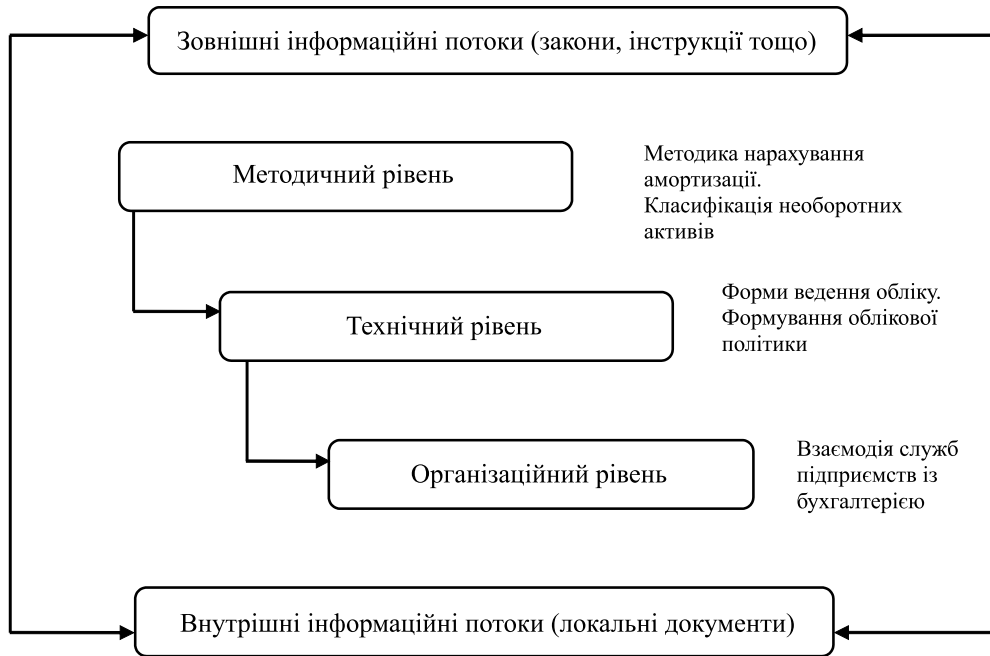 Зовнішні інформаційні потоки (закони, інструкції тощо)
Методичний рівень
Методика нарахування
амортизації.
Класифікація необоротних
активів
Технічний рівень
Форми ведення обліку.
Формування облікової
політики
Організаційний рівень
Взаємодія служб
підприємств із
бухгалтерією
Внутрішні інформаційні потоки (локальні документи)